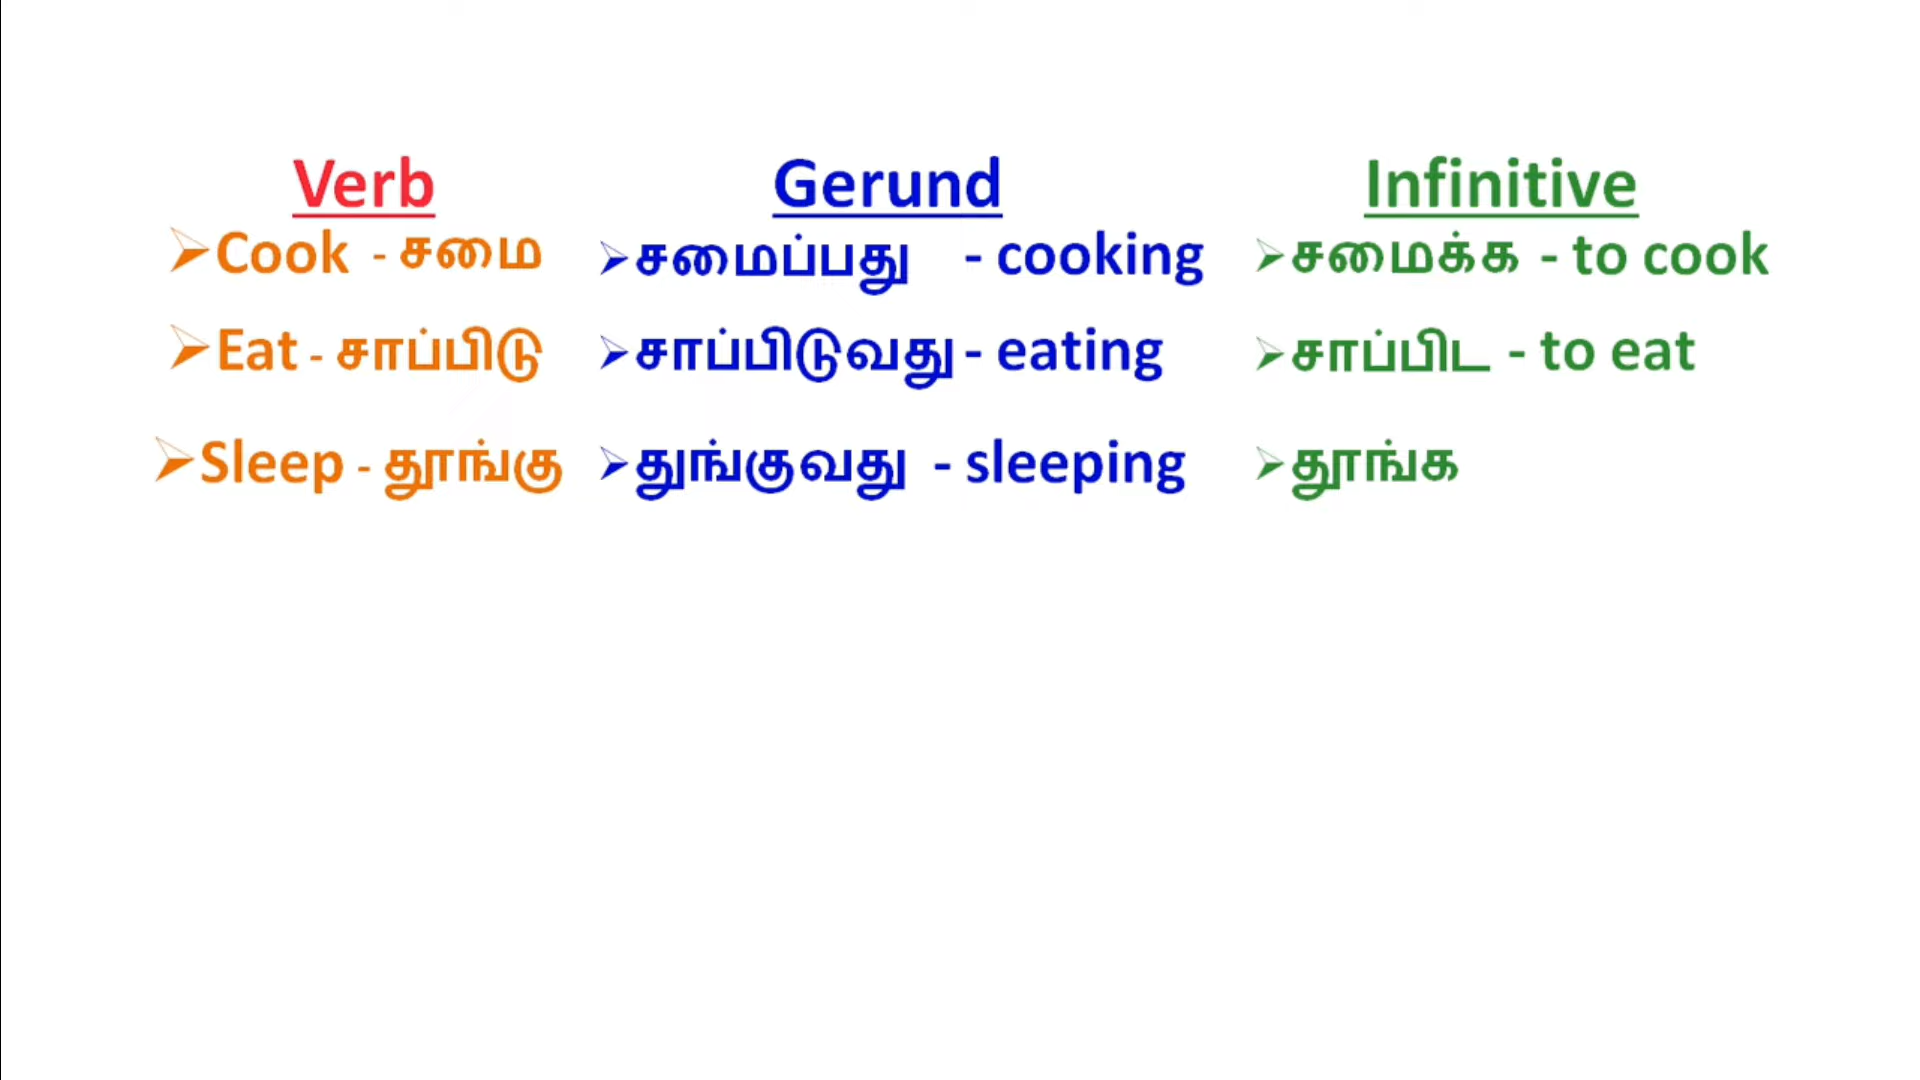 Verb Gerund Infinitive
➢Cook - சமை ➢சமைப்பது - cooking ➢சமைக்க - to cook
➢Eat - சாப்பிடு ➢சாப்பிடுவது - eating ➢சாப்பிட - to eat
➢Sleep - தூங்கு ➢துங்குவது - sleeping ➢தூங்க